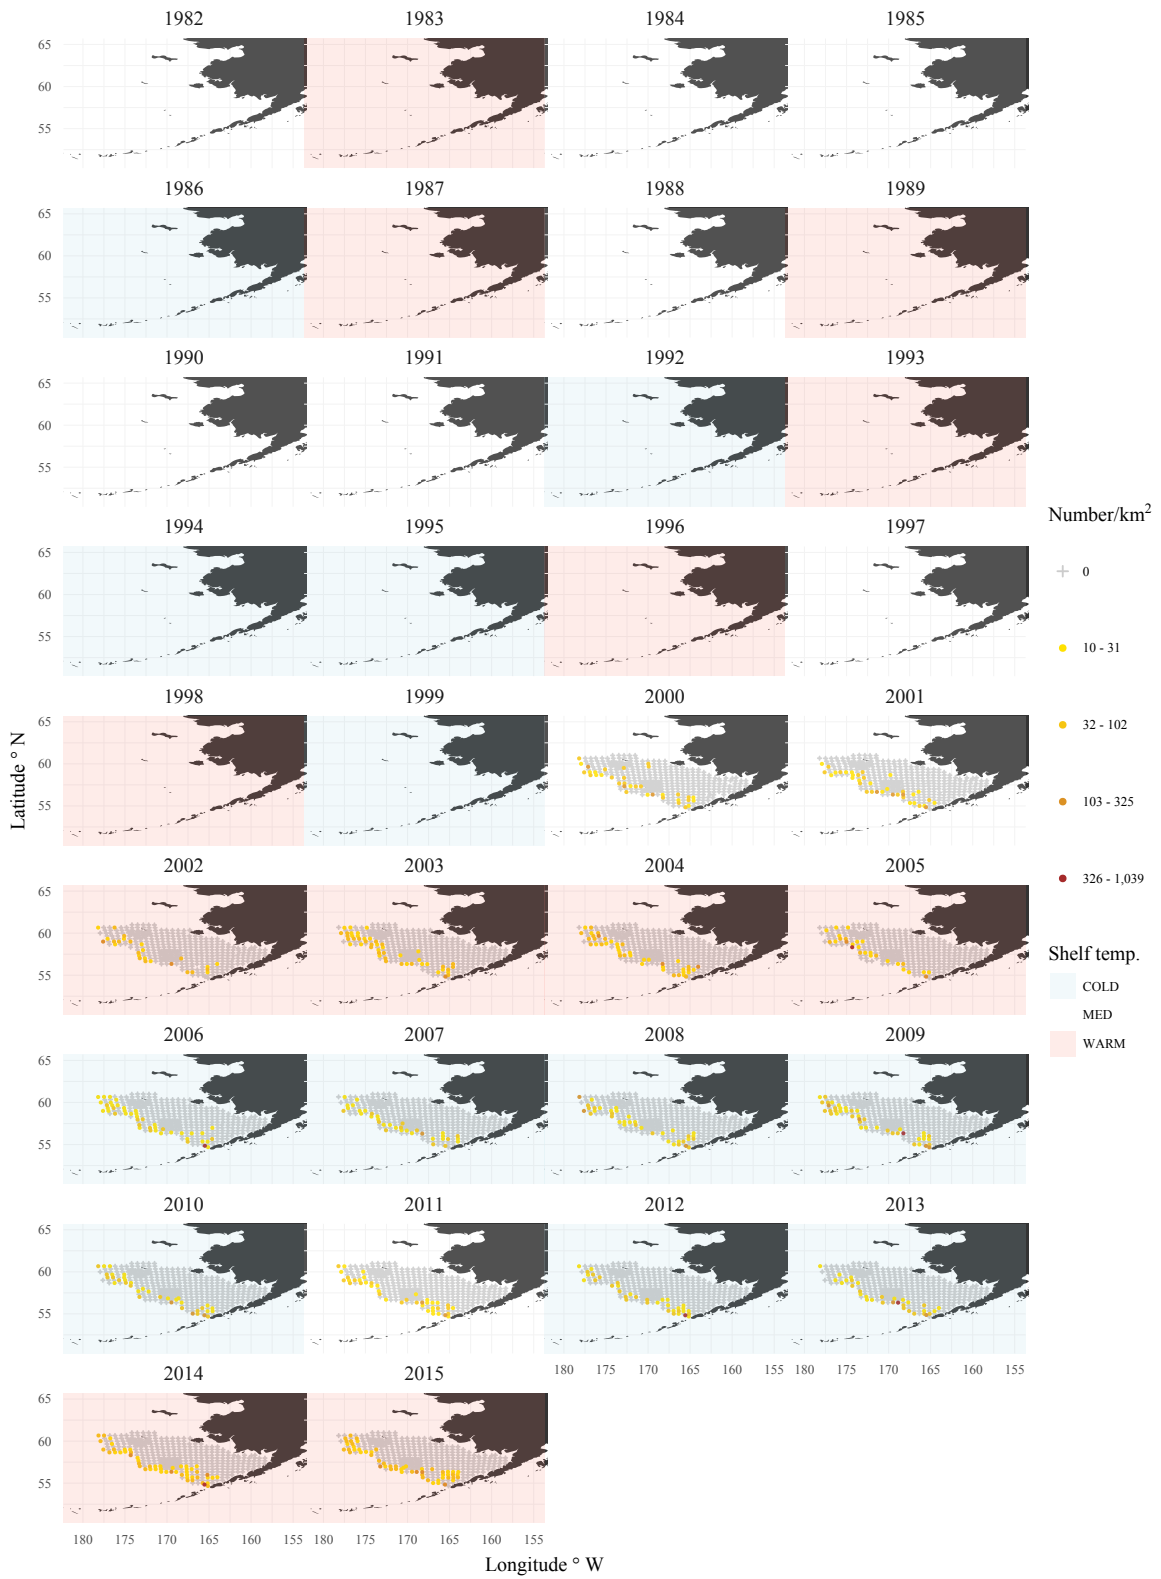 1982 1983 1984 1985
65
60
55
1986 1987 1988 1989
65
60
55
1990 1991 1992 1993
65
60
55
1994 1995 1996 1997
65
60
55
1998 1999 2000 2001
65
60
55
2002 2003 2004 2005
65
60
55
2006 2007 2008 2009
65
60
55
2010 2011 2012 2013
65
60
55
180 175 170 165 160 155 180 175 170 165 160 155
2014 2015
65
60
55
180 175 170 165 160 155 180 175 170 165 160 155
Longitude ° W
Latitude ° N
Number/km²
0
10 - 31
32 - 102
103 - 325
326 - 1,039
Shelf temp.
COLD
MED
WARM